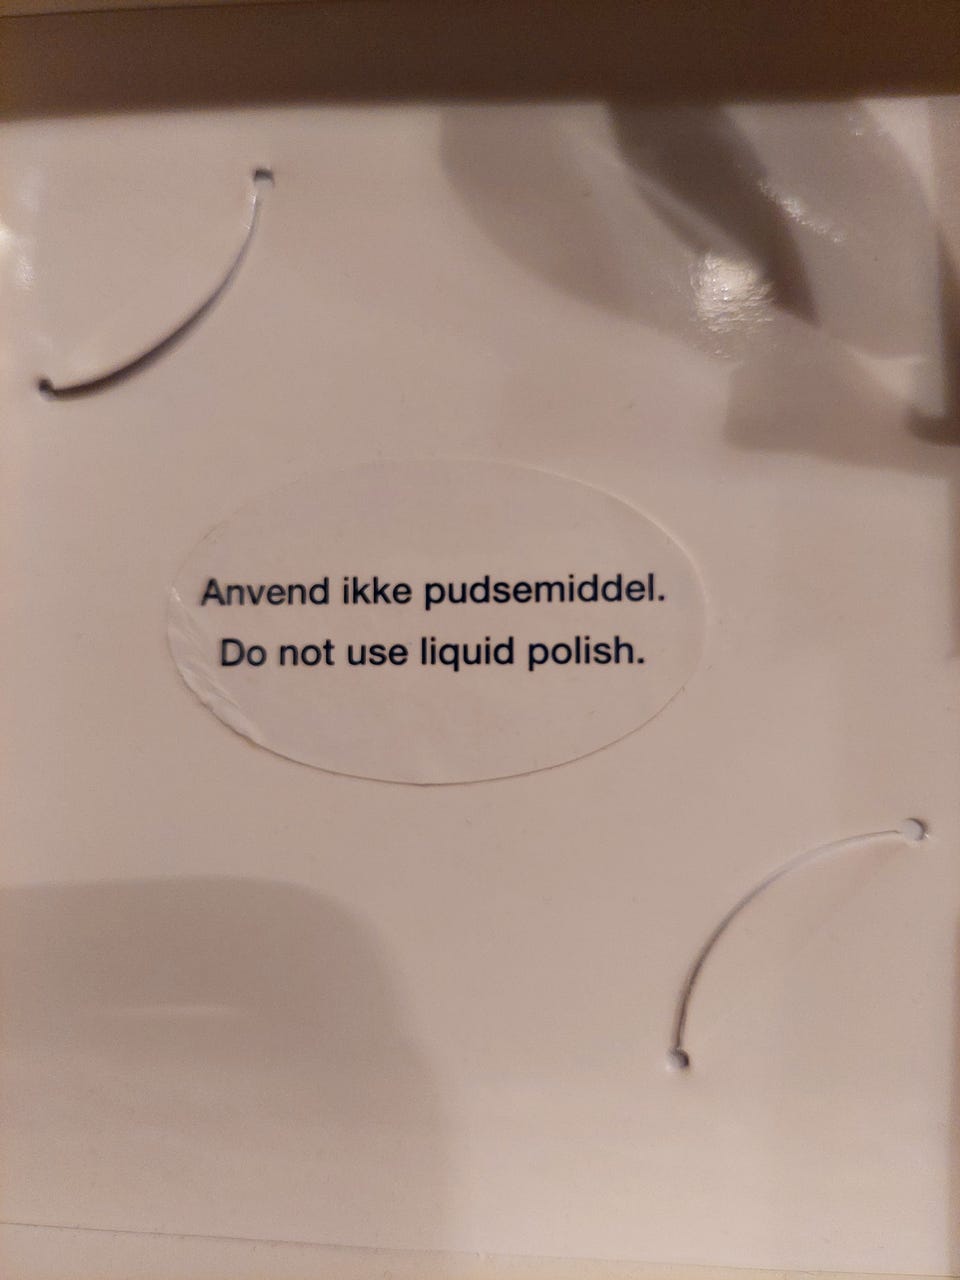 Anvend ikke pudsemiddel.
Do not use liquid polish.